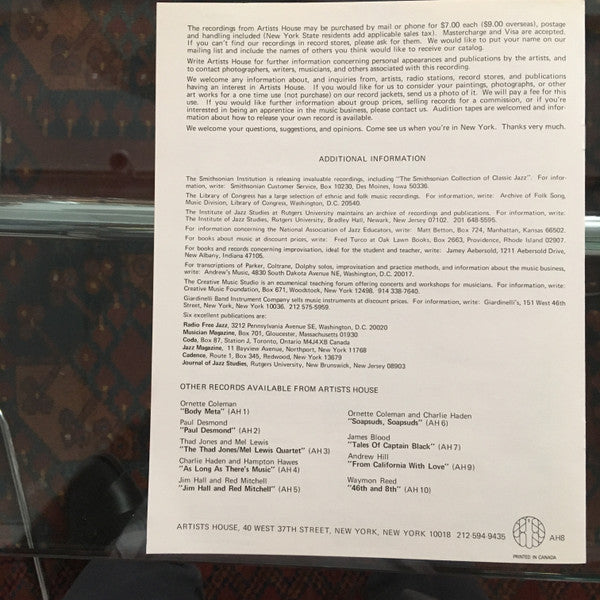 The recordings from Artists House may be purchased by mail or phone for $7.00 each ($9.00 overseas), postage
and handling included (New York State residents add applicable sales tax). Mastercharge and Visa are accepted.
If you can't find our recordings in record stores, please ask for them. We would like to put your name on our
mailing list and include the names of others you think would like to receive our catalog.
Write Artists House for further information concerning personal appearances and publications by the artists, and
to contact photographers, writers, musicians, and others associated with this recording.
We welcome any information about, and inquiries from, artists, radio stations, record stores, and publications
having an interest in Artists House. If you would like for us to consider your paintings, photographs, or other
art works for a one time use (not purchase) on our record jackets, send us a photo of it. We will pay a fee for this
use. If you would like further information about group prices, selling records for a commission, or if you're
interested in being an apprentice in the music business, please contact us. Audition tapes are welcomed and infor-
mation about how to release your own record is available.
We welcome your questions, suggestions, and opinions. Come see us when you're in New York. Thanks very much.
ADDITIONAL INFORMATION
The Smithsonian Institution is releasing invaluable recordings, including "The Smithsonian Collection of Classic Jazz". For infor-
mation, write: Smithsonian Customer Service, Box 10230, Des Moines, Iowa 50336.
The Library of Congress has a large selection of ethnic and folk music recordings. For information, write: Archive of Folk Song,
Music Division, Library of Congress, Washington, D.C. 20540.
The Institute of Jazz Studies at Rutgers University maintains an archive of recordings and publications. For information, write:
The Institute of Jazz Studies, Rutgers University, Bradley Hall, Newark, New Jersey 07102. 201 648-5595.
For information concerning the National Association of Jazz Educators, write: Matt Betton, Box 724, Manhattan, Kansas 66502.
For books about music at discount prices, write: Fred Turco at Oak Lawn Books, Box 2663, Providence, Rhode Island 02907.
For books and records concerning improvisation, ideal for the student and teacher, write: Jamey Aebersold, 1211 Aebersold Drive,
New Albany, Indiana 47105.
For transcriptions of Parker, Coltrane, Dolphy solos, improvisation and practice methods, and information about the music business,
write: Andrew's Music, 4830 South Dakota Avenue NE, Washington, D.C. 20017.
The Creative Music Studio is an ecumenical teaching forum offering concerts and workshops for musicians. For information, write:
Creative Music Foundation, Box 671, Woodstock, New York 12498. 914 338-7640.
Giardinelli Band Instrument Company sells music instruments at discount prices. For information, write: Giardinelli's, 151 West 46th
Street, New York, New York 10036. 212 575-5959.
Six excellent publications are:
Radio Free Jazz, 3212 Pennsylvania Avenue SE, Washington, D.C. 20020
Musician Magazine, Box 701, Gloucester, Massachusetts 01930
Coda, Box 87, Station J, Toronto, Ontario M4J4X8 Canada
Jazz Magazine, 11 Bayview Avenue, Northport, New York 11768
Cadence, Route 1, Box 345, Redwood, New York 13679
Journal of Jazz Studies, Rutgers University, New Brunswick, New Jersey 08903
OTHER RECORDS AVAILABLE FROM ARTISTS HOUSE
Ornette Coleman
"Body Meta" (AH 1)
Paul Desmond
"Paul Desmond" (AH 2)
Thad Jones and Mel Lewis
"The Thad Jones/Mel Lewis Quartet" (AH 3)
Charlie Haden and Hampton Hawes
"As Long As There's Music" (AH 4)
Jim Hall and Red Mitchell
"Jim Hall and Red Mitchell" (AH 5)
Ornette Coleman and Charlie Haden
"Soapsuds, Soapsuds" (AH 6)
James Blood
"Tales Of Captain Black" (AH 7)
Andrew Hill
"From California With Love" (AH 9)
Waymon Reed
"46th and 8th" (AH 10)
ARTISTS HOUSE, 40 WEST 37TH STREET, NEW YORK, NEW YORK 10018 212-594-9435
AH8
PRINTED IN CANADA